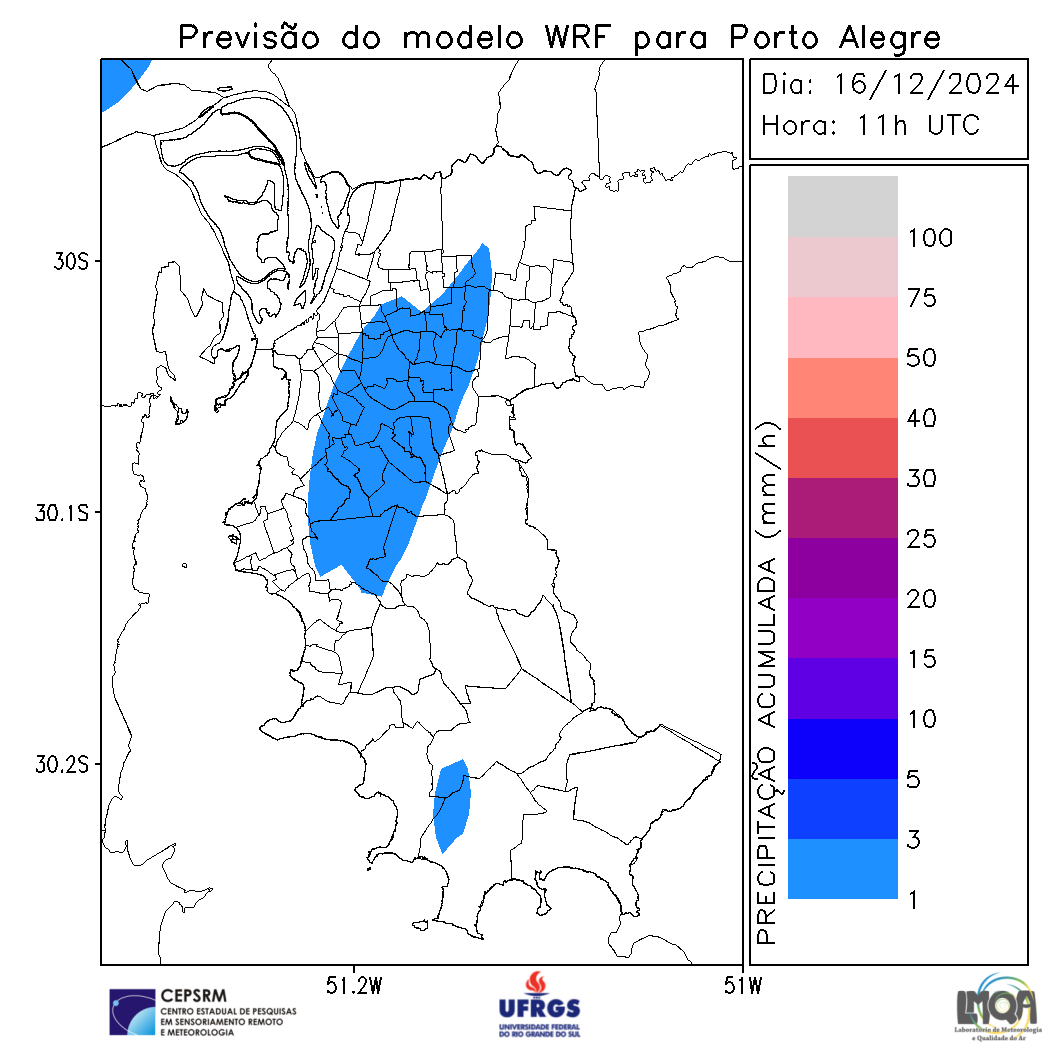 Previsão do modelo WRF para Porto Alegre
Dia: 16/12/2024
Hora: 11h UTC
30S
30.1S
30.2S
51.2W
51W
PRECIPITAÇÃO ACUMULADA (mm/h)
100
75
50
40
30
25
20
15
10
5
3
1
CEPSRM
CENTRO ESTADUAL DE PESQUISAS
EM SENSORIAMENTO REMOTO
E METEOROLOGIA
UFRGS
UNIVERSIDADE FEDERAL
DO RIO GRANDE DO SUL
LMQA
Laboratório de Meteorologia
e Qualidade do Ar